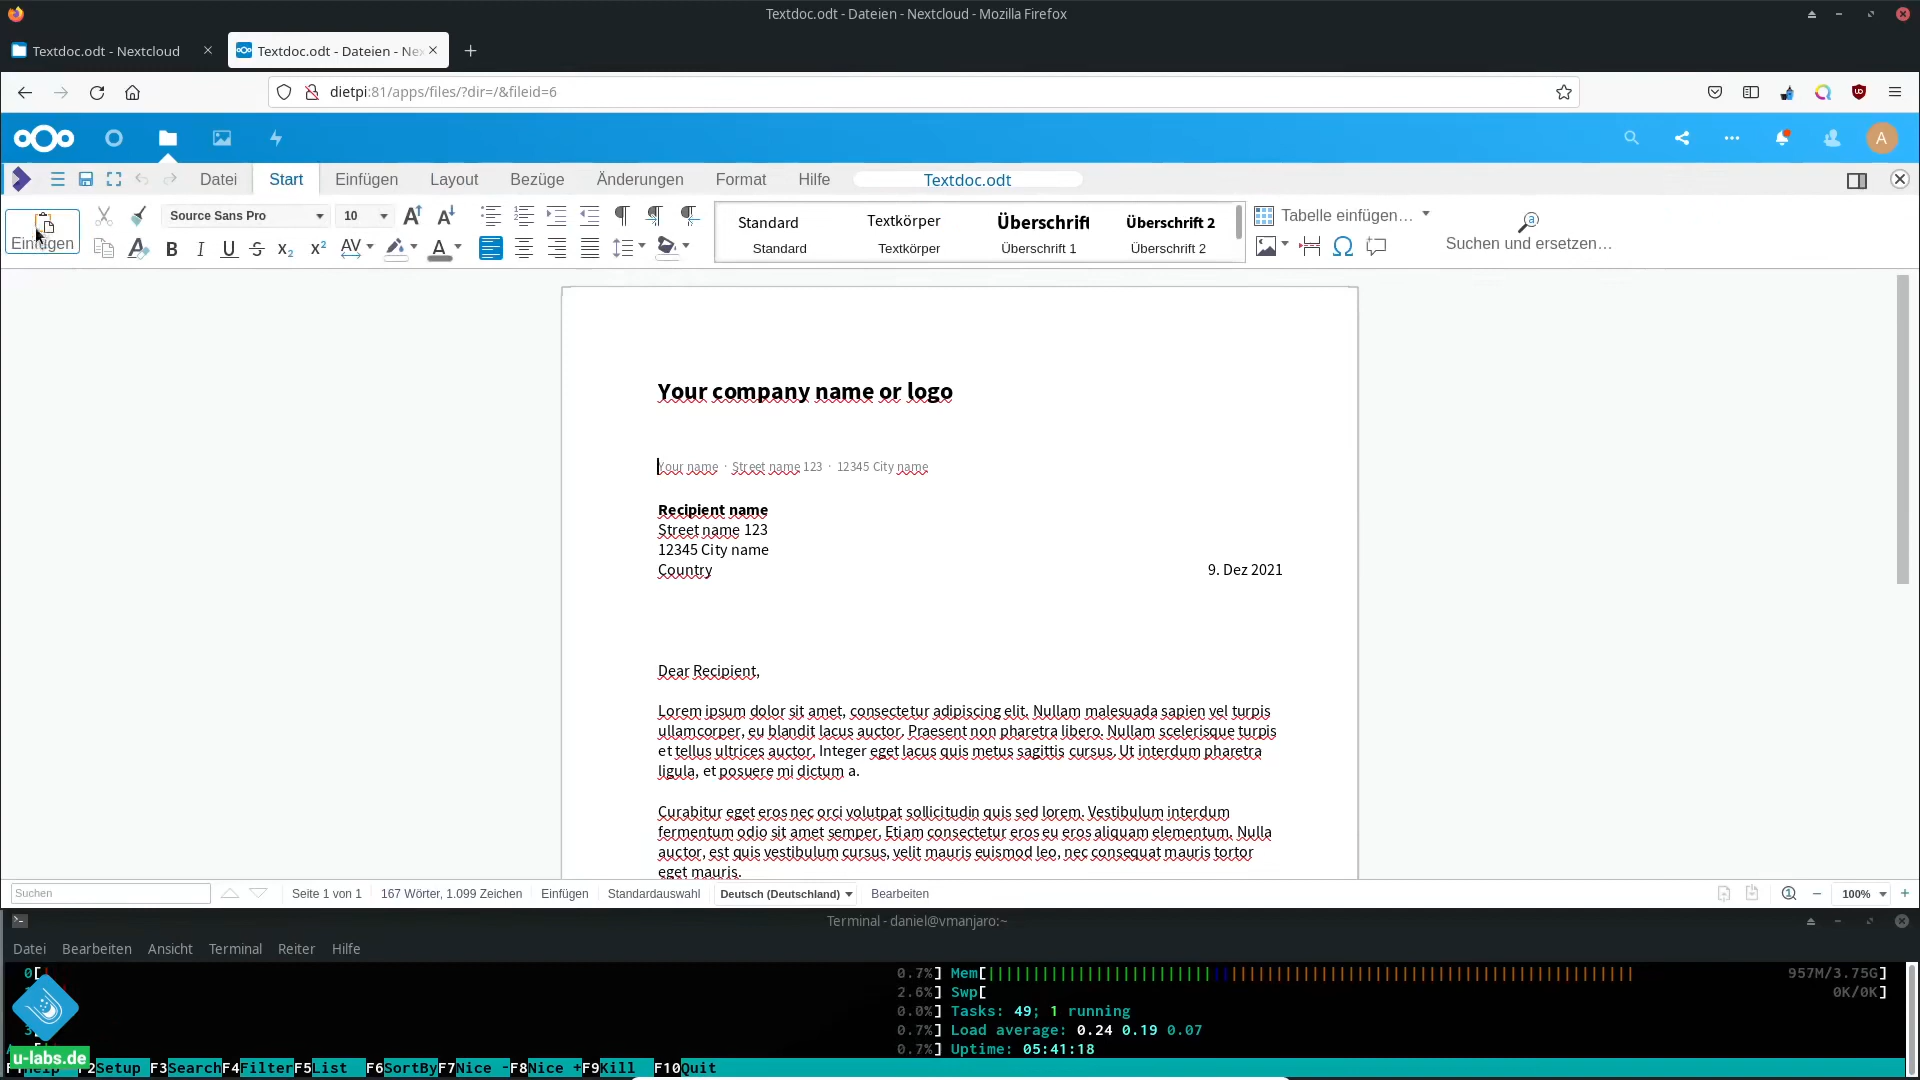 Textdoc.odt - Dateien - Nextcloud - Mozilla Firefox
Textdoc.odt - Nextcloud
Textdoc.odt - Dateien - Nex
dietpi:81/apps/files/?dir=/&fileid=6
A
Datei Start Einfügen Layout Bezüge Änderungen Format Hilfe Textdoc.odt
Einfügen
Source Sans Pro 10
Standard Textkörper Überschrift Überschrift 2
Standard Textkörper Überschrift 1 Überschrift 2
Tabelle einfügen…
Suchen und ersetzen…
Your company name or logo
Your name · Street name 123 · 12345 City name
Recipient name
Street name 123
12345 City name
Country
9. Dez 2021
Dear Recipient,
Lorem ipsum dolor sit amet, consectetur adipiscing elit. Nullam malesuada sapien vel turpis
ullamcorper, eu blandit lacus auctor. Praesent non pharetra libero. Nullam scelerisque turpis
et tellus ultrices auctor. Integer eget lacus quis metus sagittis cursus. Ut interdum pharetra
ligula, et posuere mi dictum a.
Curabitur eget eros nec orci volutpat sollicitudin quis sed lorem. Vestibulum interdum
fermentum odio sit amet semper. Etiam consectetur eros eu eros aliquam elementum. Nulla
auctor, est quis vestibulum cursus, velit mauris euismod leo, nec consequat mauris tortor
eget mauris.
Suchen
Seite 1 von 1 167 Wörter, 1.099 Zeichen Einfügen Standardauswahl Deutsch (Deutschland) Bearbeiten 100%
Terminal - daniel@vmanjaro:~
Datei Bearbeiten Ansicht Terminal Reiter Hilfe
0[ 0.7%] Mem[ 957M/3.75G]
2.6%] Swp[ 0K/0K]
0.0%] Tasks: 49; 1 running
3[ 0.7%] Load average: 0.24 0.19 0.07
0.7%] Uptime: 05:41:18
u-labs.de
F1Help F2Setup F3SearchF4FilterF5List F6SortByF7Nice -F8Nice +F9Kill F10Quit